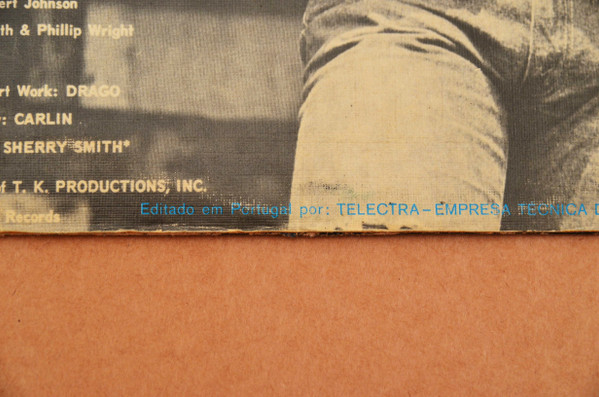 ert Johnson
th & Phillip Wright
rt Work: DRAGO
: CARLIN
SHERRY SMITH*
of T. K. PRODUCTIONS, INC.
Records
Editado em Portugal por: TELECTRA – EMPRESA TECNICA D